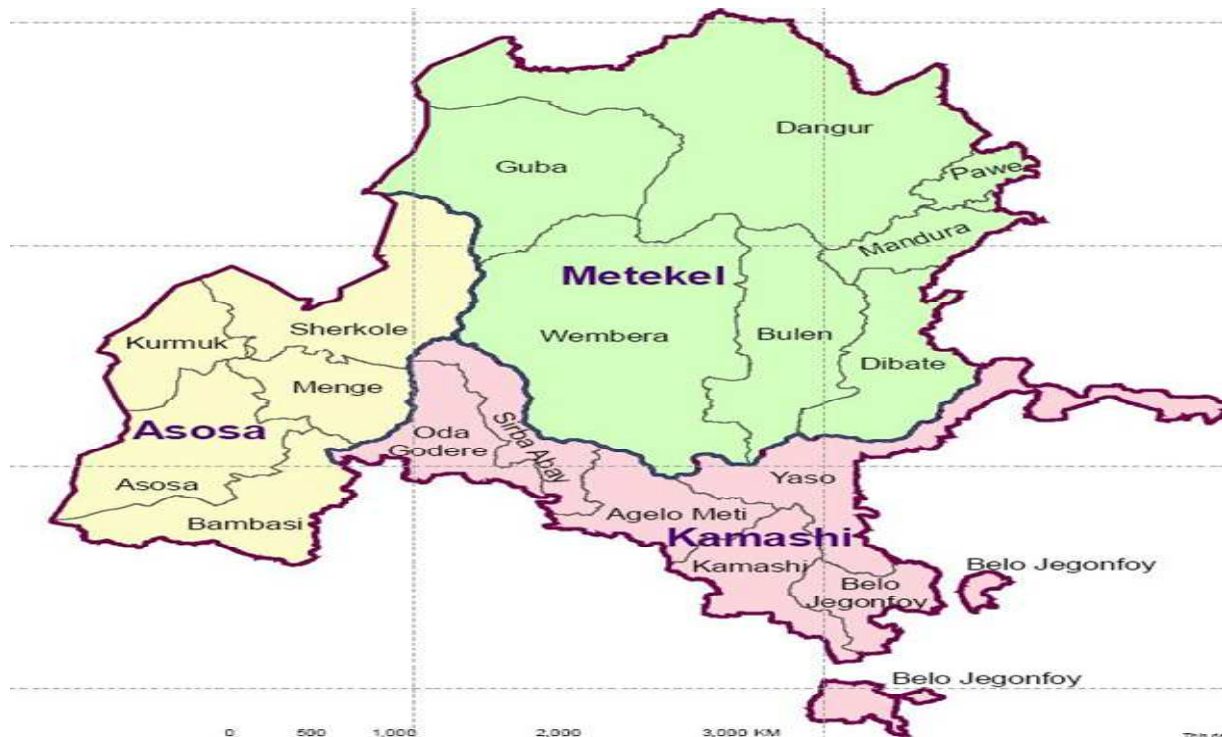 Dangur
Guba
Pawe
Mandura
Metekel
Sherkole
Kurmuk
Wembera
Bulen
Dibate
Menge
Asosa
Oda
Godere
Sirba Abay
Asosa
Yaso
Bambasi
Agelo Meti
Kamashi
Kamashi
Belo Jegonfoy
Belo
Jegonfoy
Belo Jegonfoy
0 500 1,000 2,000 3,000 KM